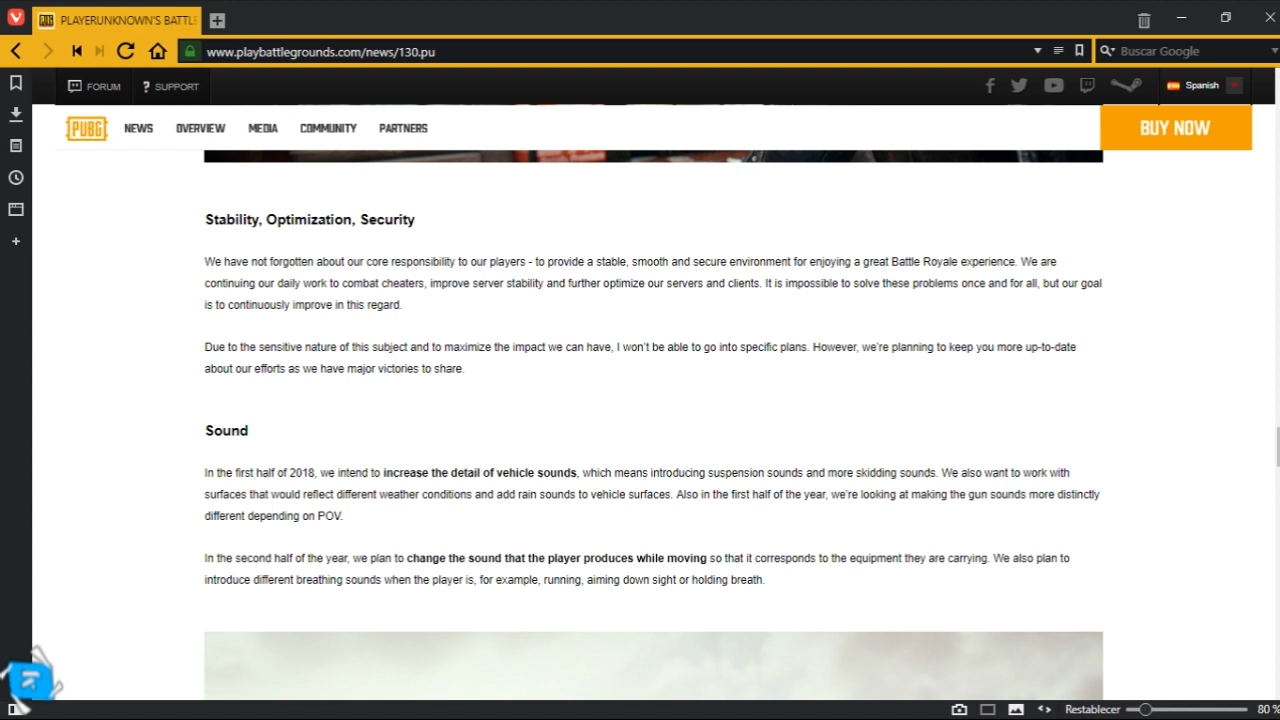 PLAYERUNKNOWN'S BATTLE
www.playbattlegrounds.com/news/130.pu
Buscar Google
FORUM
? SUPPORT
Spanish
PUBG
NEWS
OVERVIEW
MEDIA
COMMUNITY
PARTNERS
BUY NOW
Stability, Optimization, Security
We have not forgotten about our core responsibility to our players - to provide a stable, smooth and secure environment for enjoying a great Battle Royale experience. We are
continuing our daily work to combat cheaters, improve server stability and further optimize our servers and clients. It is impossible to solve these problems once and for all, but our goal
is to continuously improve in this regard.
Due to the sensitive nature of this subject and to maximize the impact we can have, I won't be able to go into specific plans. However, we're planning to keep you more up-to-date
about our efforts as we have major victories to share.
Sound
In the first half of 2018, we intend to increase the detail of vehicle sounds, which means introducing suspension sounds and more skidding sounds. We also want to work with
surfaces that would reflect different weather conditions and add rain sounds to vehicle surfaces. Also in the first half of the year, we're looking at making the gun sounds more distinctly
different depending on POV.
In the second half of the year, we plan to change the sound that the player produces while moving so that it corresponds to the equipment they are carrying. We also plan to
introduce different breathing sounds when the player is, for example, running, aiming down sight or holding breath.
Restablecer
80 %